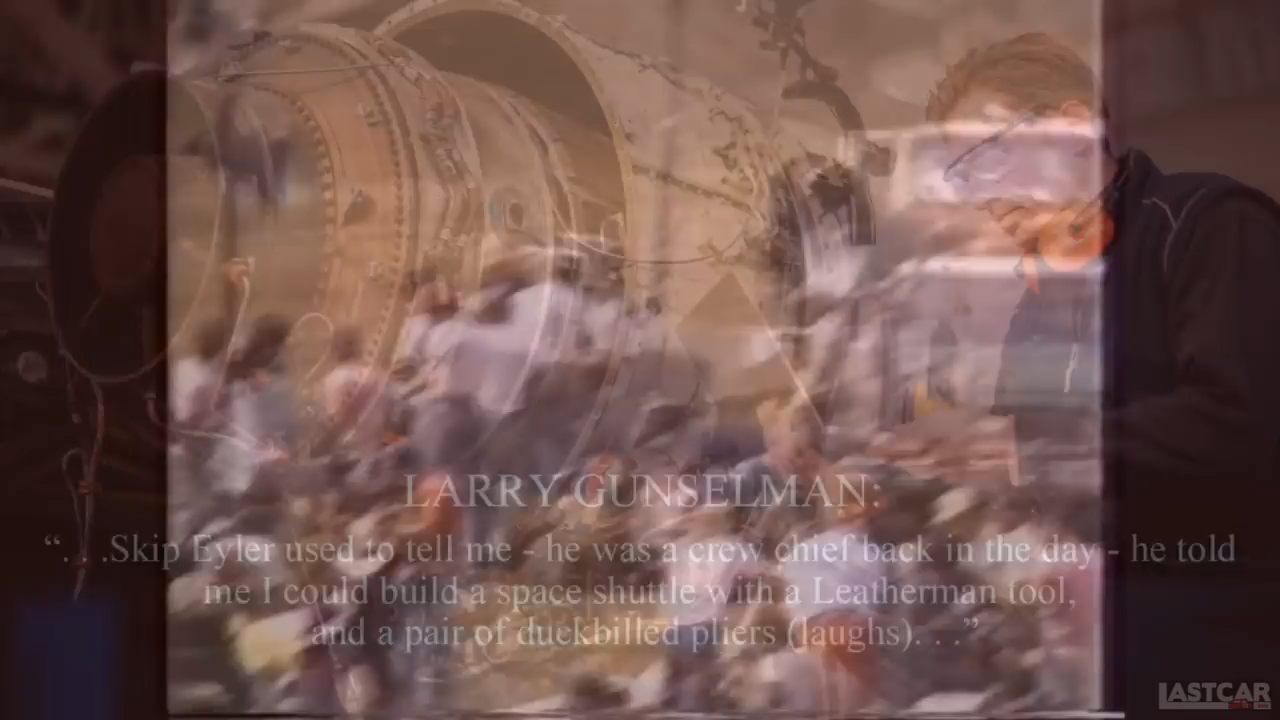 LARRY GUNSELMAN:
“. . .Skip Eyler used to tell me - he was a crew chief back in the day - he told
me I could build a space shuttle with a Leatherman tool,
and a pair of duckbilled pliers (laughs). . .”
LASTCAR